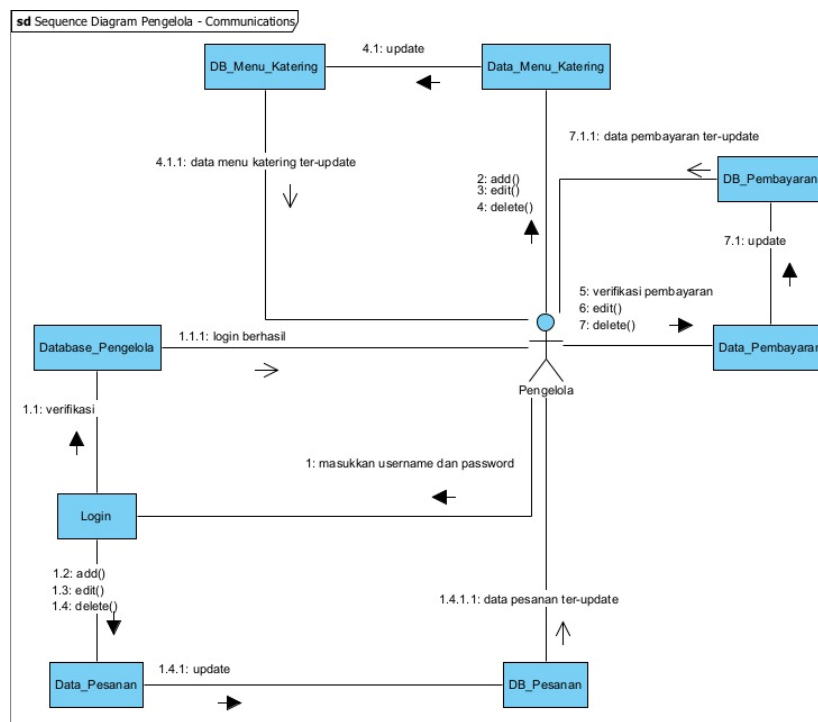 sd Sequence Diagram Pengelola - Communications
4.1: update
DB_Menu_Katering
Data_Menu_Katering
7.1.1: data pembayaran ter-update
4.1.1: data menu katering ter-update
2: add()
3: edit()
4: delete()
DB_Pembayaran
7.1: update
5: verifikasi pembayaran
6: edit()
7: delete()
1.1.1: login berhasil
Database_Pengelola
Data_Pembayaran
Pengelola
1.1: verifikasi
1: masukkan username dan password
Login
1.2: add()
1.3: edit()
1.4: delete()
1.4.1.1: data pesanan ter-update
1.4.1: update
Data_Pesanan
DB_Pesanan